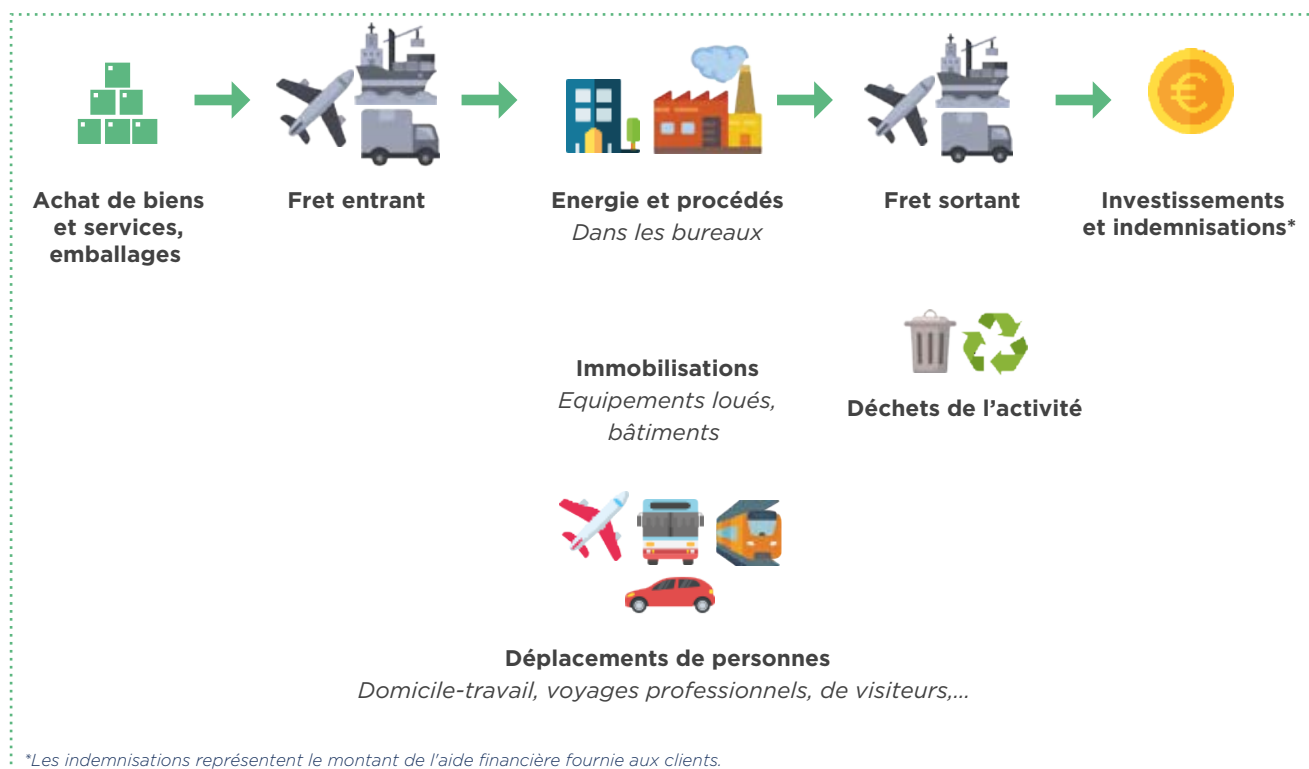 Achat de biens
et services,
emballages
Fret entrant
Energie et procédés
Dans les bureaux
Fret sortant
Investissements
et indemnisations*
Immobilisations
Equipements loués,
bâtiments
Déchets de l'activité
Déplacements de personnes
Domicile-travail, voyages professionnels, de visiteurs,...
*Les indemnisations représentent le montant de l'aide financière fournie aux clients.